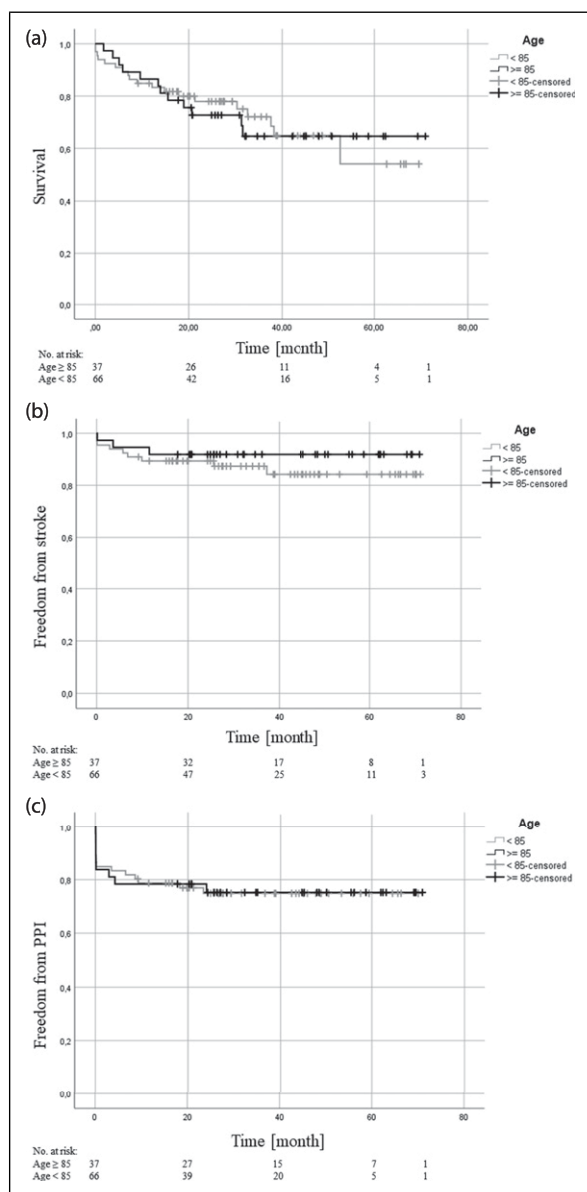 (a)
Age
< 85
>= 85
< 85-censored
>= 85-censored
1,0
0,8
0,6
0,4
0,2
0,0
Survival
,00 20,00 40,00 60,00 80,00
Time [month]
No. at risk:
Age ≥ 85 37 26 11 4 1
Age < 85 66 42 16 5 1
(b)
Age
< 85
>= 85
< 85-censored
>= 85-censored
1,0
0,8
0,6
0,4
0,2
0,0
Freedom from stroke
0 20 40 60 80
Time [month]
No. at risk:
Age ≥ 85 37 32 17 8 1
Age < 85 66 47 25 11 3
(c)
Age
< 85
>= 85
< 85-censored
>= 85-censored
1,0
0,8
0,6
0,4
0,2
0,0
Freedom from PPI
0 20 40 60 80
Time [month]
No. at risk:
Age ≥ 85 37 27 15 7 1
Age < 85 66 39 20 5 1